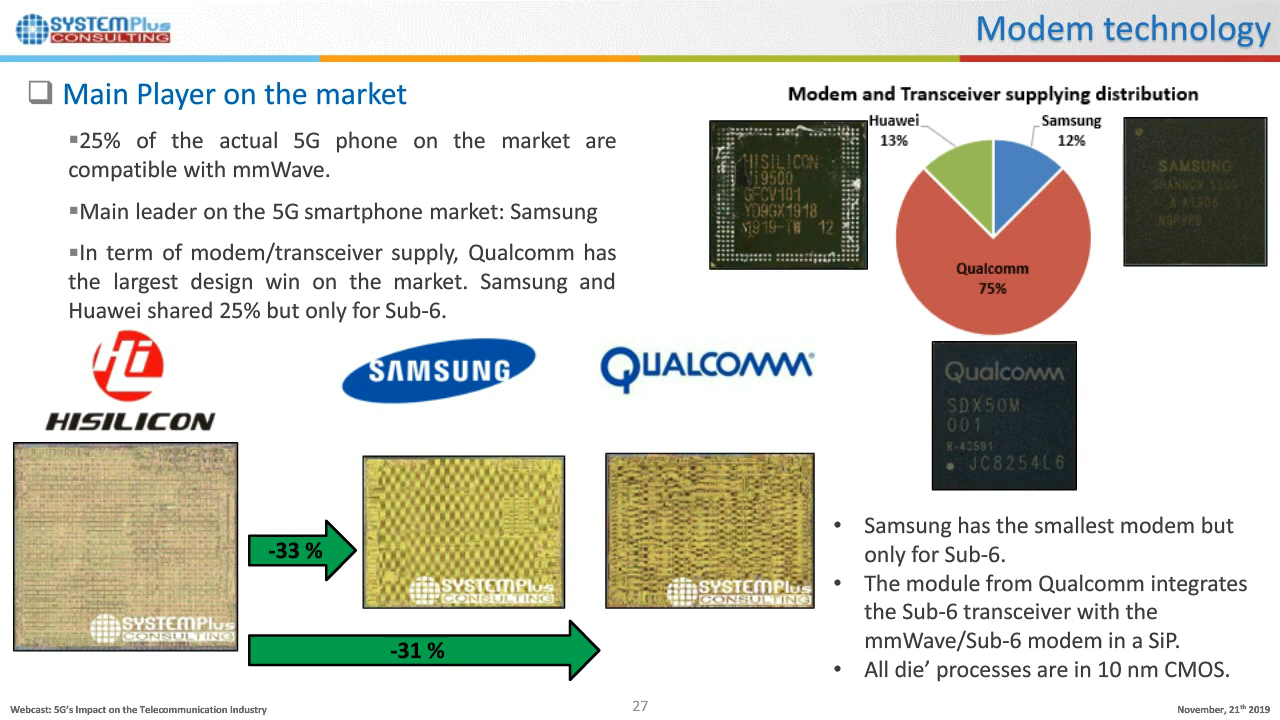 SYSTEMPlus
CONSULTING
Modem technology
Main Player on the market
25% of the actual 5G phone on the market are
compatible with mmWave.
Main leader on the 5G smartphone market: Samsung
In term of modem/transceiver supply, Qualcomm has
the largest design win on the market. Samsung and
Huawei shared 25% but only for Sub-6.
Modem and Transceiver supplying distribution
Huawei
13%
Samsung
12%
Qualcomm
75%
HISILICON
GFCV101
YD9GX1918
1919-TW 12
SAMSUNG
Qualcomm
SDX50M
001
JC8254L6
Hi
HISILICON
SAMSUNG
QUALCOMM
-33 %
-31 %
SYSTEMPlus
CONSULTING
SYSTEMPlus
CONSULTING
SYSTEMPlus
CONSULTING
• Samsung has the smallest modem but
only for Sub-6.
• The module from Qualcomm integrates
the Sub-6 transceiver with the
mmWave/Sub-6 modem in a SiP.
• All die’ processes are in 10 nm CMOS.
Webcast: 5G's Impact on the Telecommunication Industry
27
November, 21th 2019